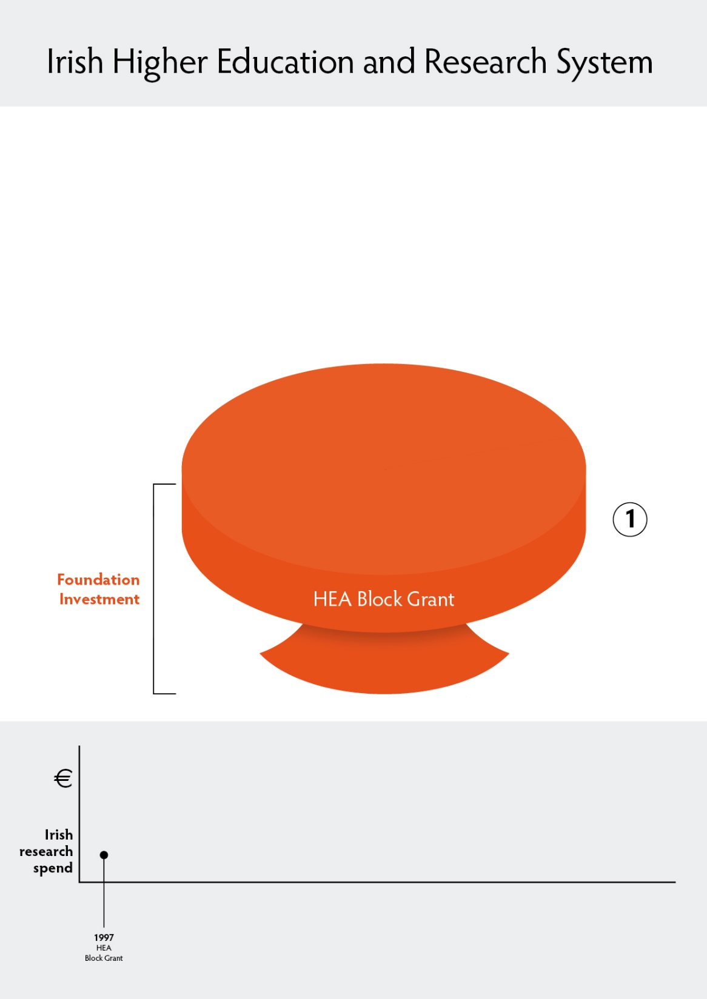 Irish Higher Education and Research System
1
Foundation
Investment
HEA Block Grant
€
Irish
research
spend
1997
HEA
Block Grant